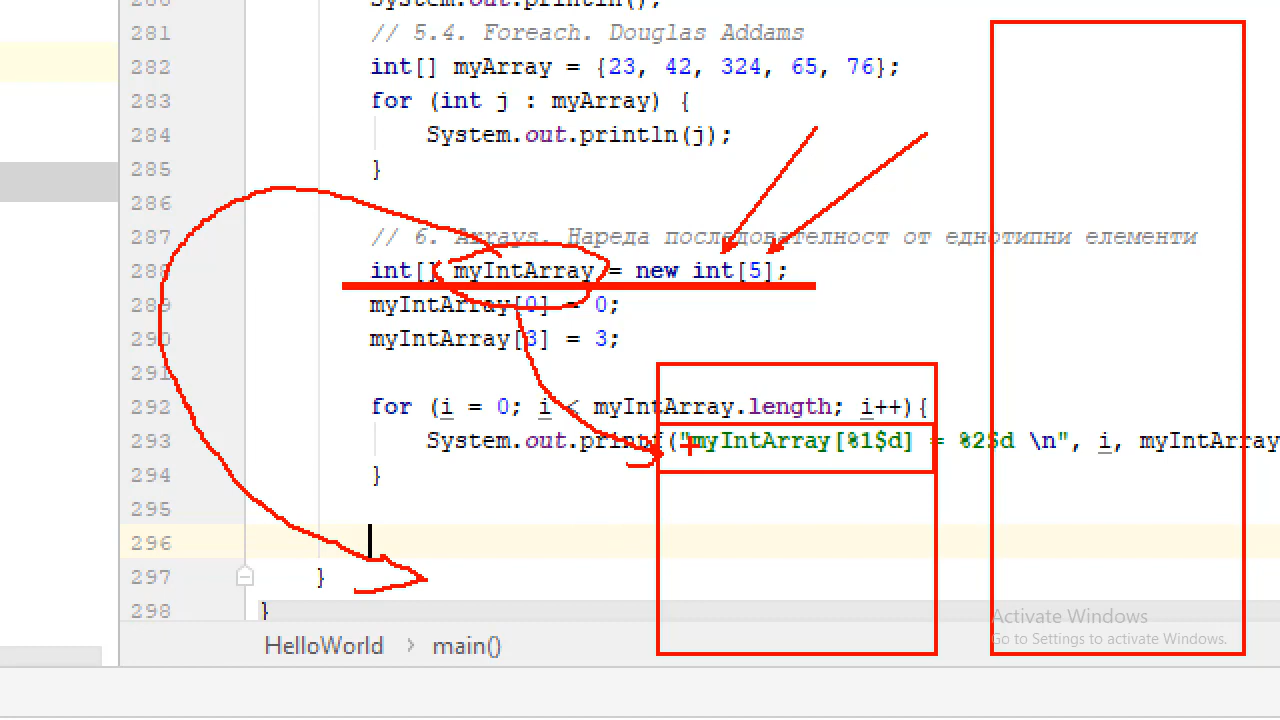 280 System.out.println();
281 // 5.4. Foreach. Douglas Addams
282 int[] myArray = {23, 42, 324, 65, 76};
283 for (int j : myArray) {
284 System.out.println(j);
285 }
286
287 // 6. Arrays. Нареда последователност от еднотипни елементи
288 int[] myIntArray = new int[5];
289 myIntArray[0] = 0;
290 myIntArray[3] = 3;
291
292 for (i = 0; i < myIntArray.length; i++){
293 System.out.printf("myIntArray[%1$d] = %2$d \n", i, myIntArray
294 }
295
296
297 }
298 }
Activate Windows
Go to Settings to activate Windows.
HelloWorld > main()